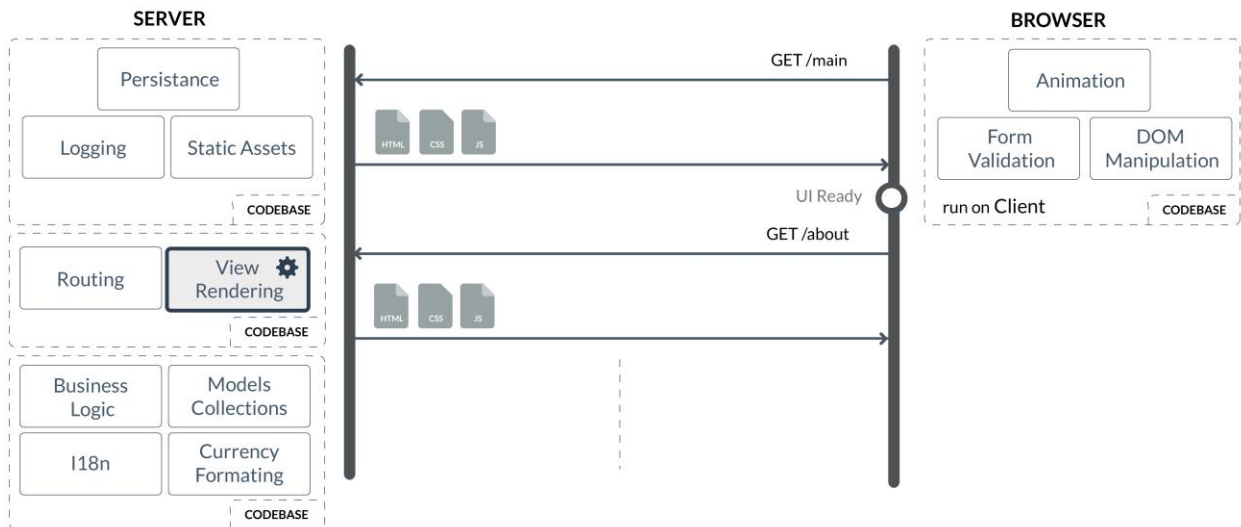 SERVER
Persistance
Logging
Static Assets
CODEBASE
Routing
View
Rendering
CODEBASE
Business
Logic
Models
Collections
I18n
Currency
Formating
CODEBASE
GET /main
HTML
CSS
JS
UI Ready
GET /about
HTML
CSS
JS
BROWSER
Animation
Form
Validation
DOM
Manipulation
run on Client
CODEBASE